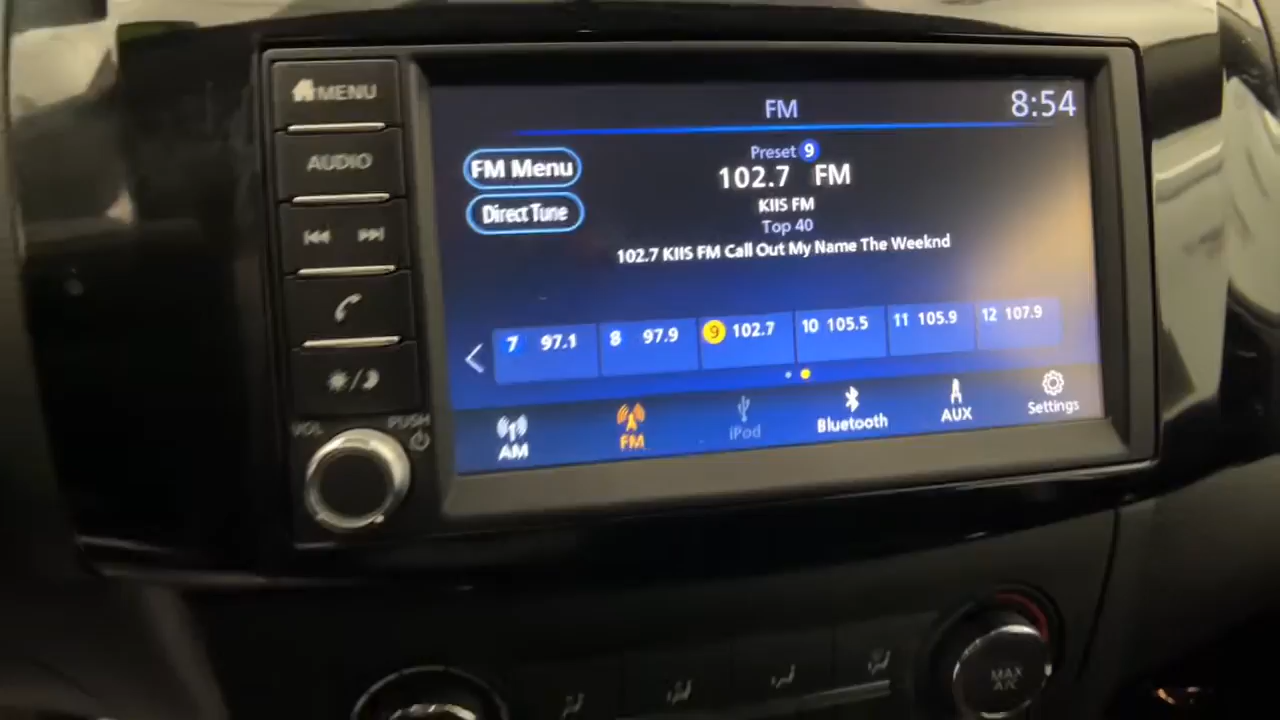 MENU
AUDIO
VOL
PUSH
FM
8:54
FM Menu
Direct Tune
Preset 9
102.7 FM
KIIS FM
Top 40
102.7 KIIS FM Call Out My Name The Weeknd
7 97.1
8 97.9
9 102.7
10 105.5
11 105.9
12 107.9
AM
FM
iPod
Bluetooth
AUX
Settings
MAX
A/C